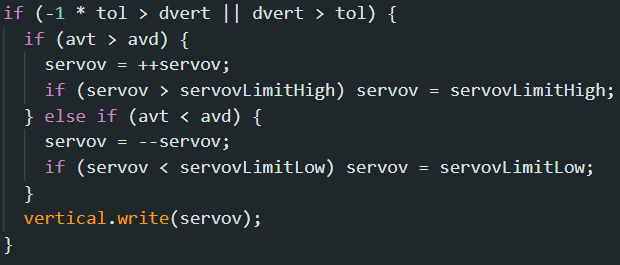 if (-1 * tol > dvert || dvert > tol) {
if (avt > avd) {
servov = ++servov;
if (servov > servovLimitHigh) servov = servovLimitHigh;
} else if (avt < avd) {
servov = --servov;
if (servov < servovLimitLow) servov = servovLimitLow;
}
vertical.write(servov);
}